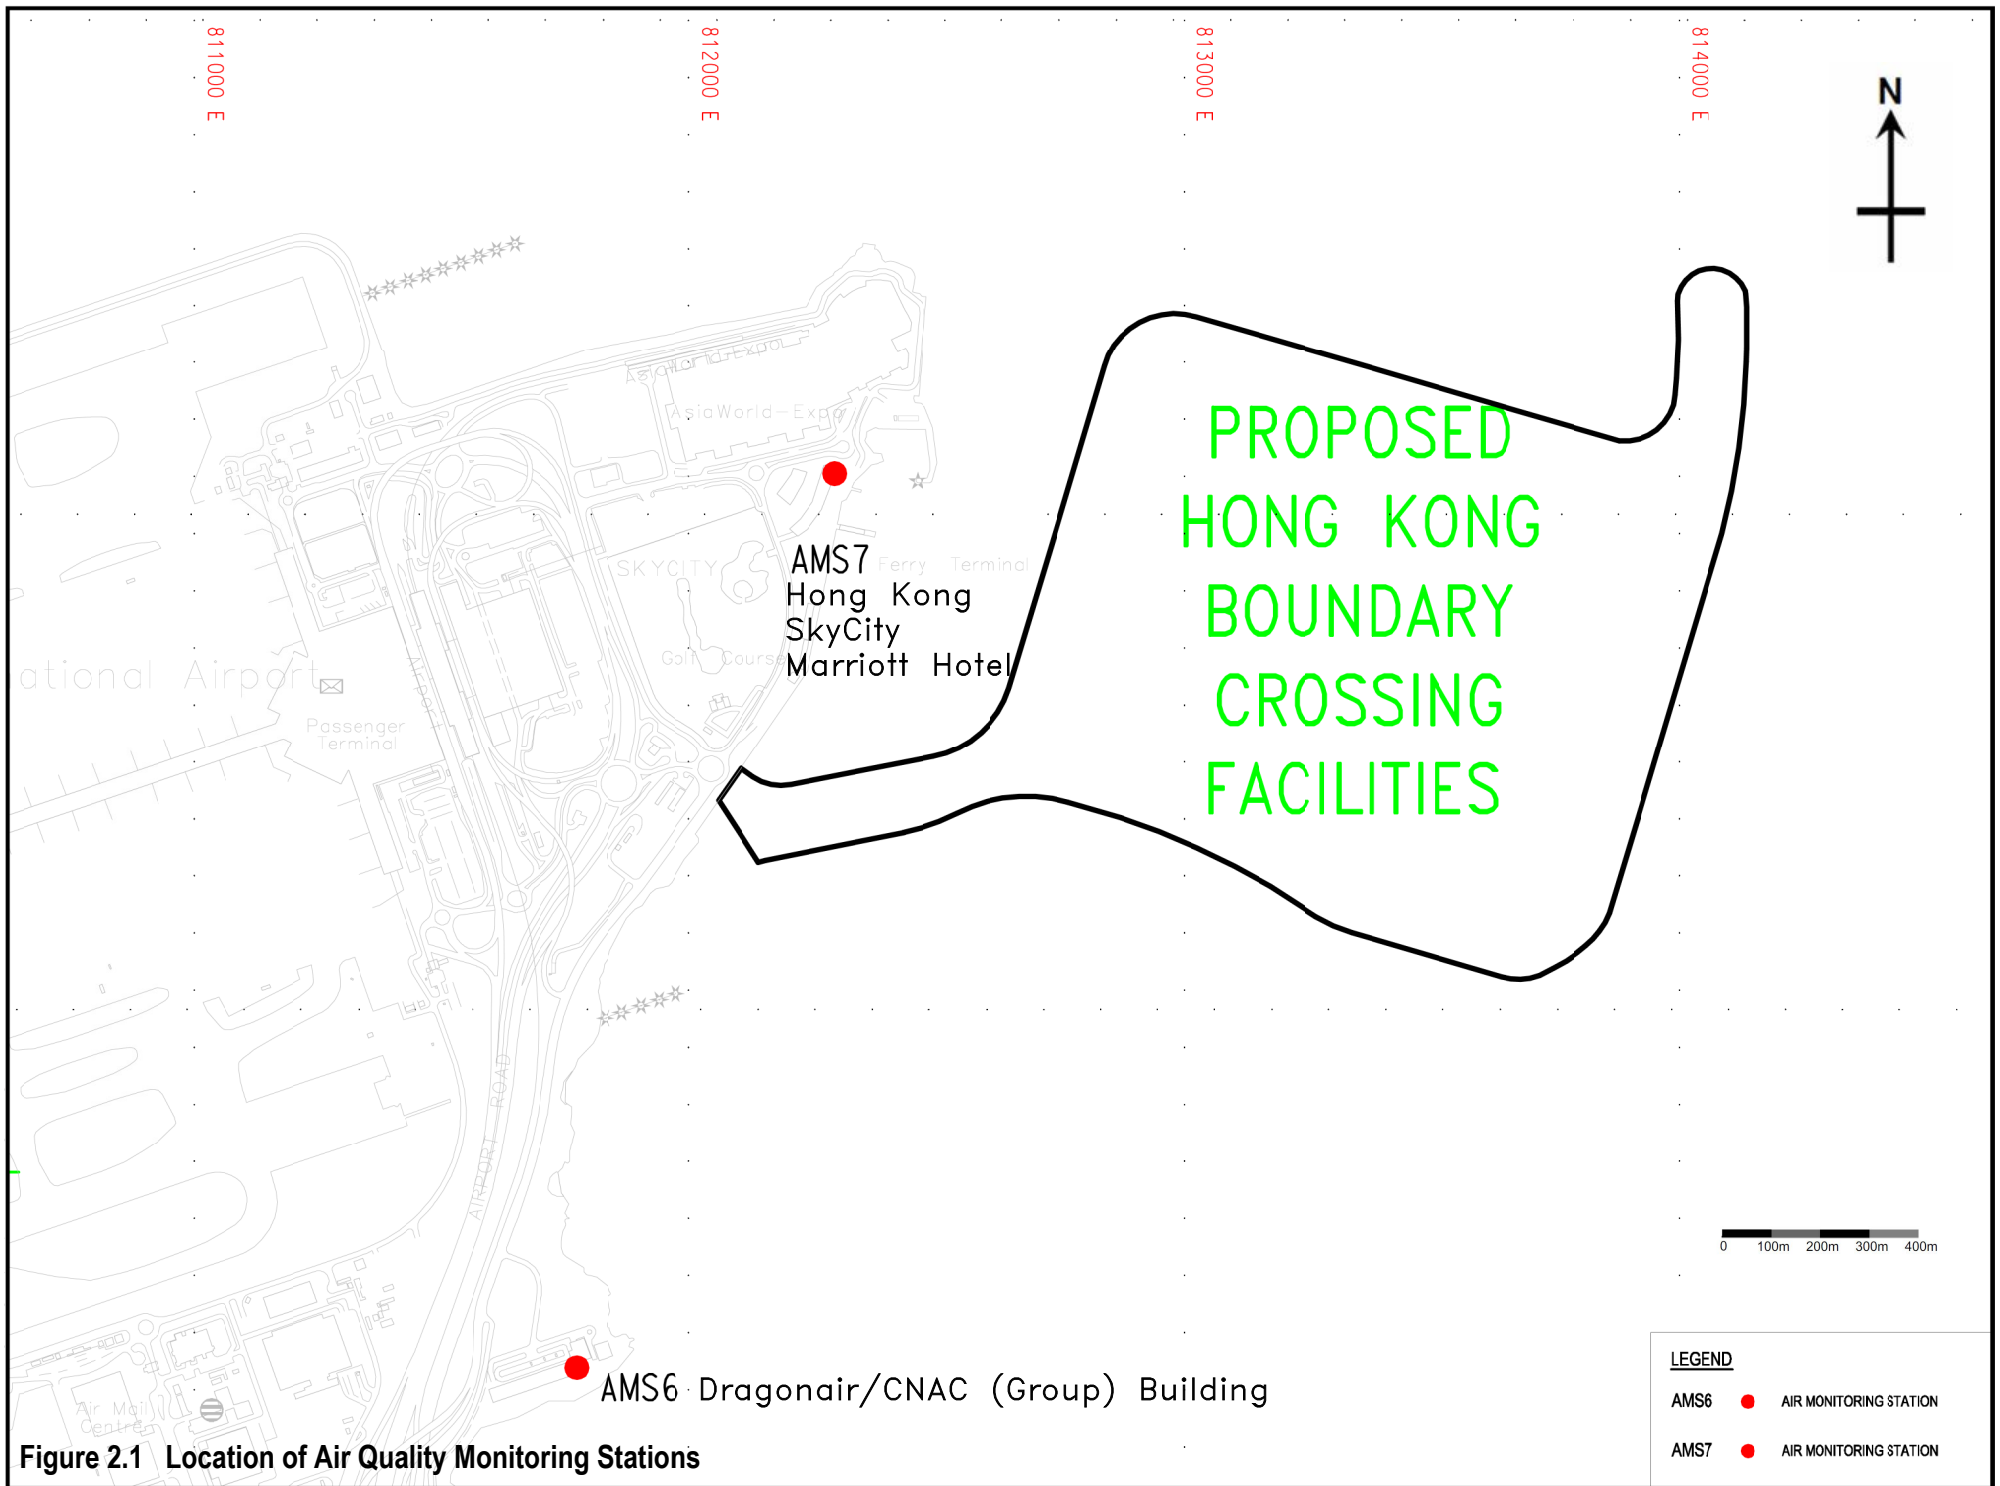 811000 E
812000 E
813000 E
814000 E
N
AsiaWorld-Expo
AsiaWorld-Expo
PROPOSED
HONG KONG
BOUNDARY
CROSSING
FACILITIES
SKYCITY
AMS7
Ferry Terminal
Hong Kong
SkyCity
Marriott Hotel
Golf Course
ational Airport
Airport
Passenger
Terminal
AIRPORT ROAD
0 100m 200m 300m 400m
AMS6 Dragonair/CNAC (Group) Building
Air Mail
Centre
LEGEND
AMS6 AIR MONITORING STATION
AMS7 AIR MONITORING STATION
Figure 2.1 Location of Air Quality Monitoring Stations